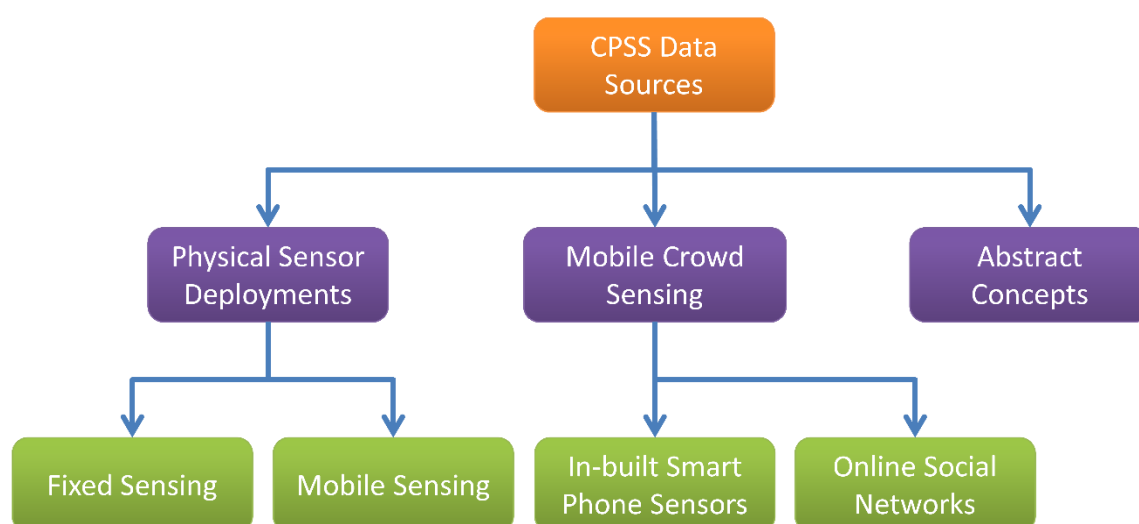 CPSS Data
Sources
Physical Sensor
Deployments
Mobile Crowd
Sensing
Abstract
Concepts
Fixed Sensing
Mobile Sensing
In-built Smart
Phone Sensors
Online Social
Networks